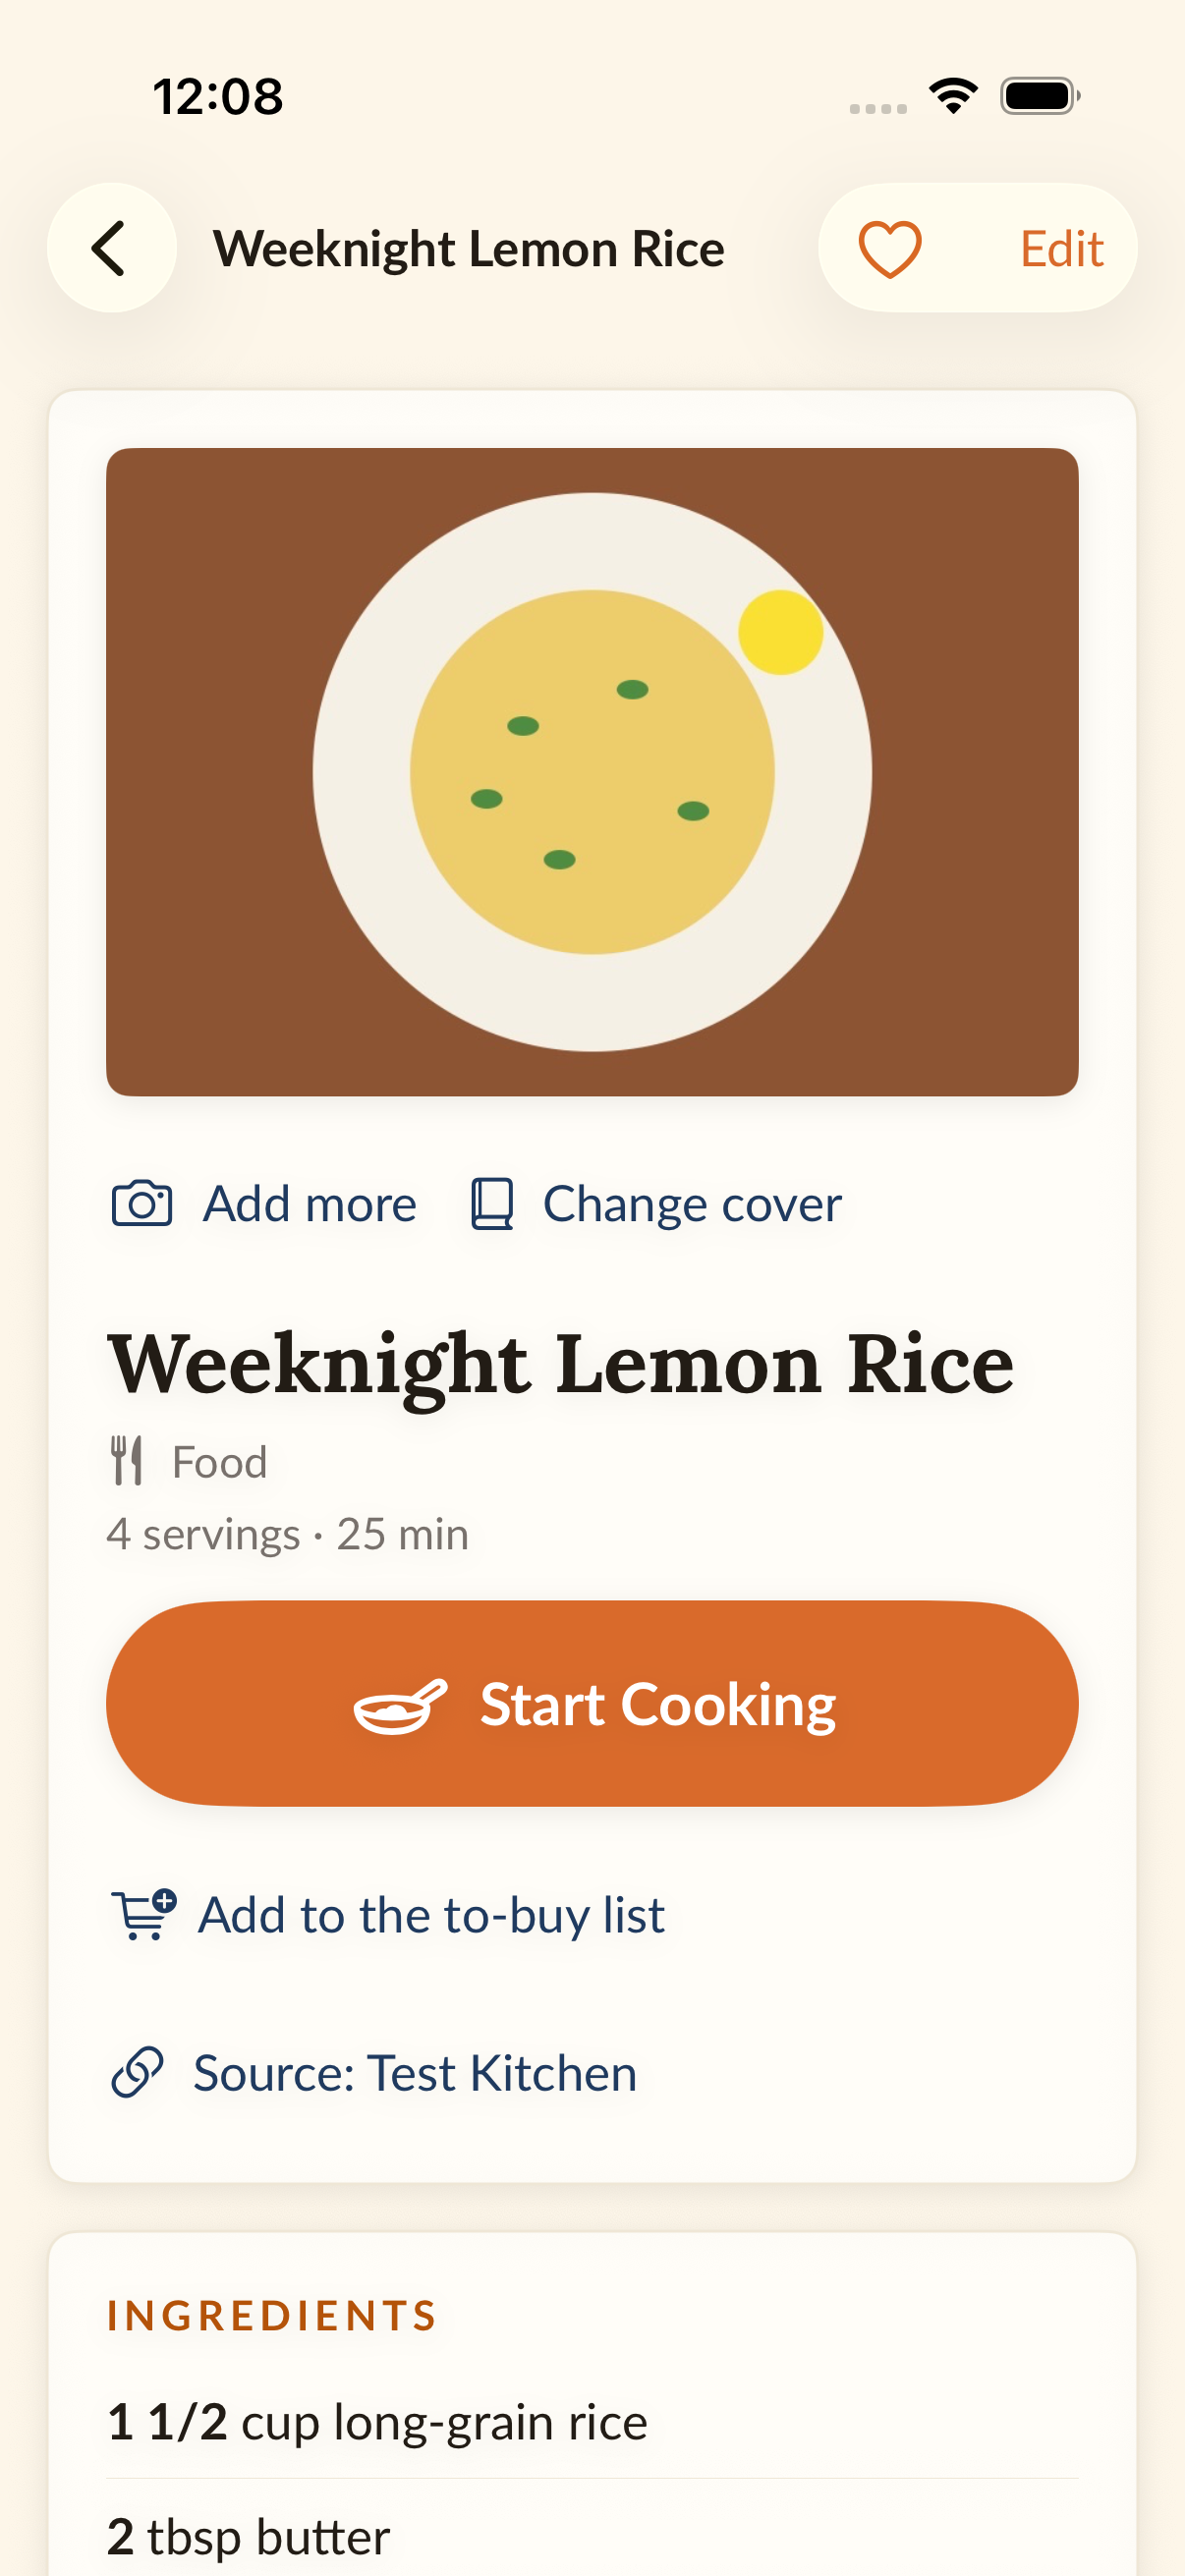 12:08
Weeknight Lemon Rice
Edit
Add more
Change cover
Weeknight Lemon Rice
Food
4 servings · 25 min
Start Cooking
Add to the to-buy list
Source: Test Kitchen
INGREDIENTS
1 1/2 cup long-grain rice
2 tbsp butter